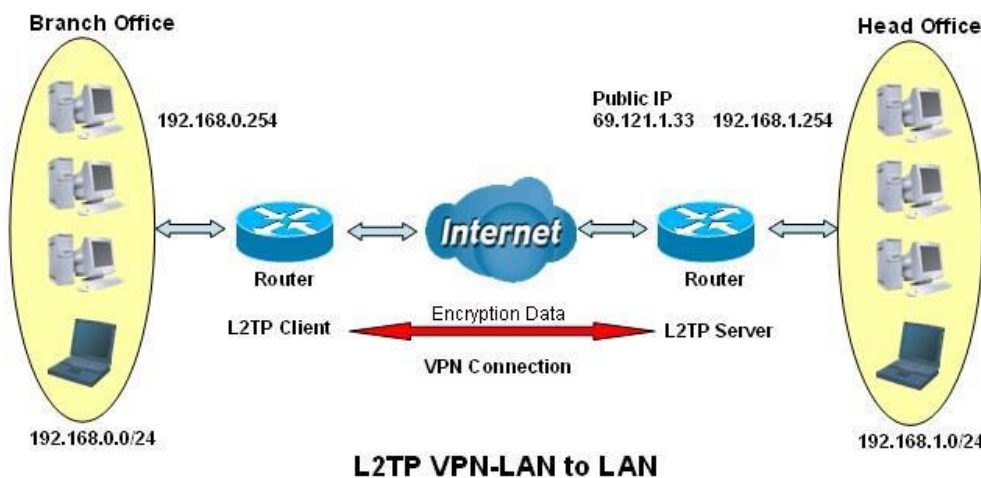 Branch Office
Head Office
192.168.0.254
Public IP
69.121.1.33 192.168.1.254
Internet
Router
Router
L2TP Client
Encryption Data
L2TP Server
VPN Connection
192.168.0.0/24
192.168.1.0/24
L2TP VPN-LAN to LAN